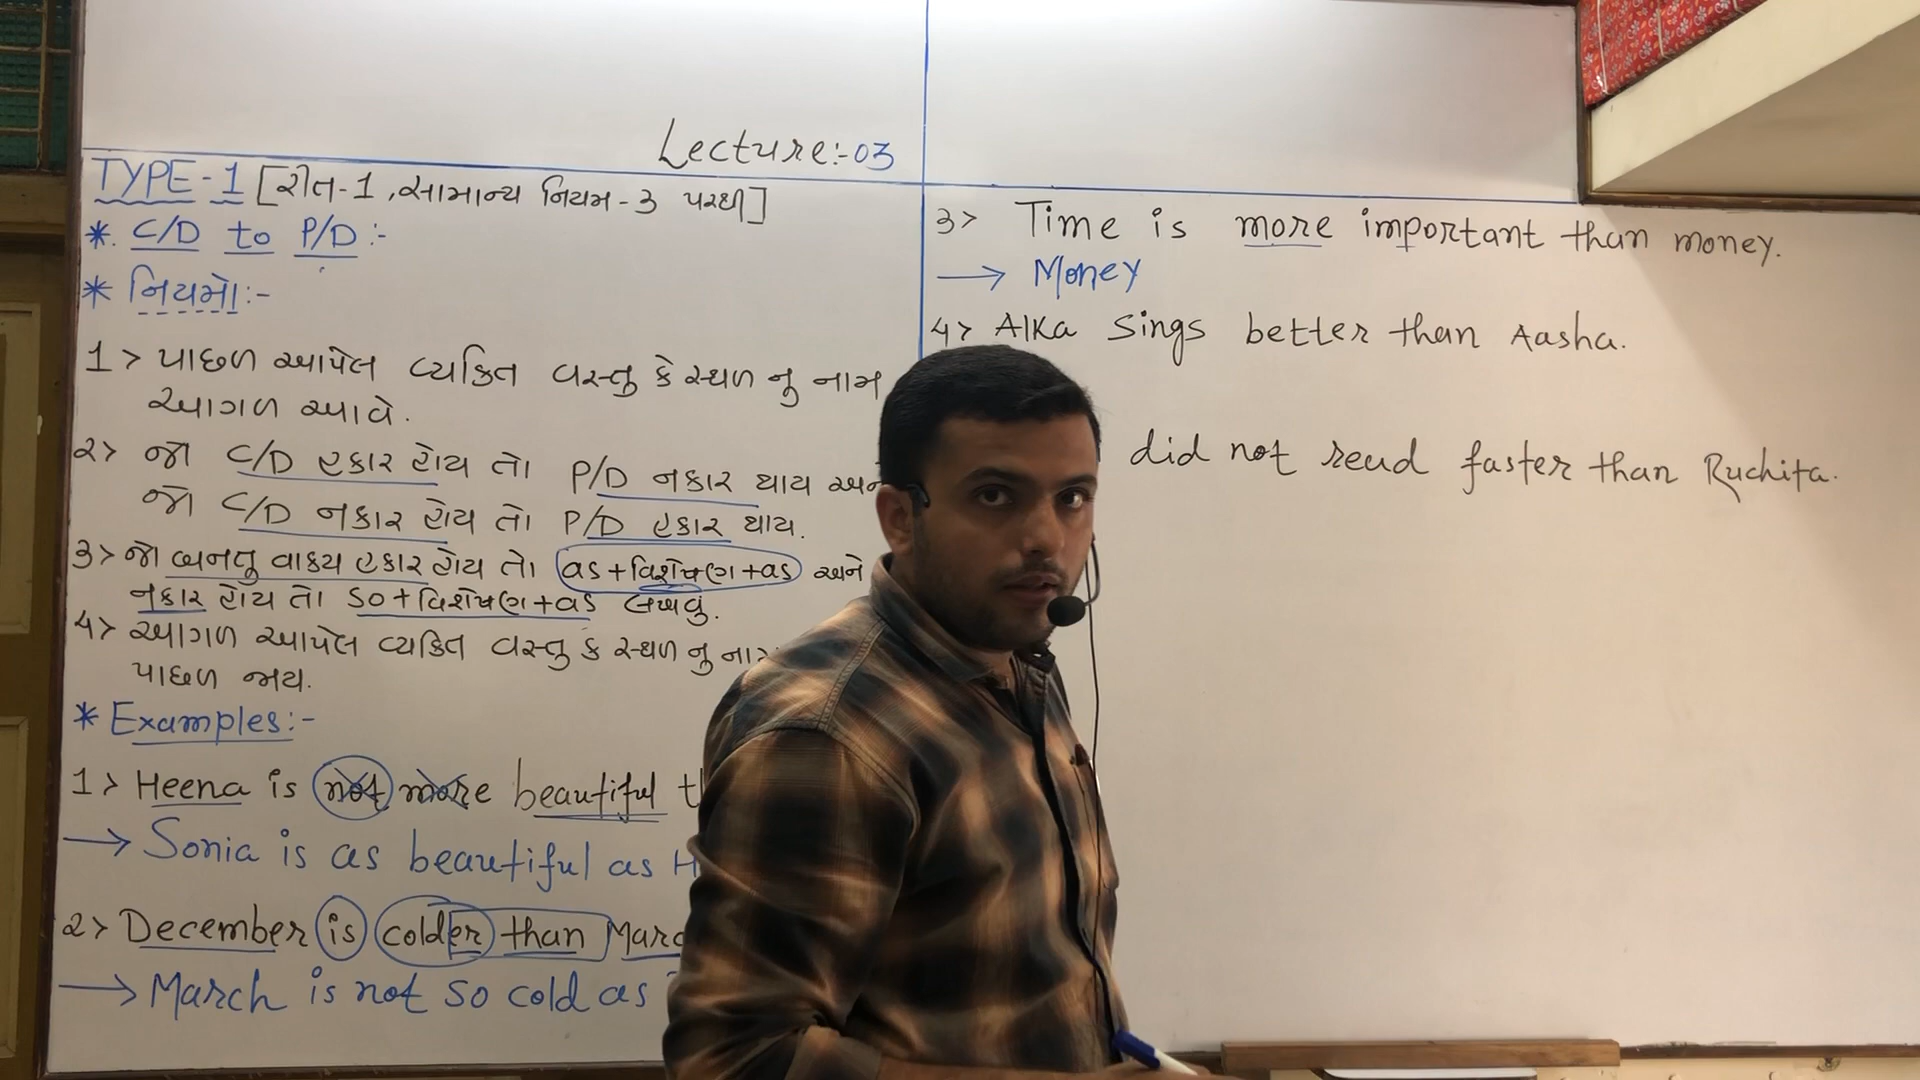 Lecture:-03
TYPE-1 [રીત-1, સામાન્ય નિયમ-3 પરથી]
*. C/D to P/D :-
* નિયમો:-
1> પાછળ આપેલ વ્યકિત વસ્તુ કે સ્થળ નુ નામ
આગળ આવે.
2> જો C/D હકાર હોય તો P/D નકાર થાય અને
જો C/D નકાર હોય તો P/D હકાર થાય.
3> જો બનતુ વાકય હકાર હોય તો as+વિશેષણ+as અને
નકાર હોય તો so+વિશેષણ+as લખવું.
4> આગળ આપેલ વ્યકિત વસ્તુ કે સ્થળ નુ
પાછળ જાય.
* Examples:-
1> Heena is not more beautiful
→ Sonia is as beautiful as
2> December is colder than
→ March is not so cold as
3> Time is more important than money.
→ Money
4> Alka Sings better than Aasha.
did not read faster than Ruchita.